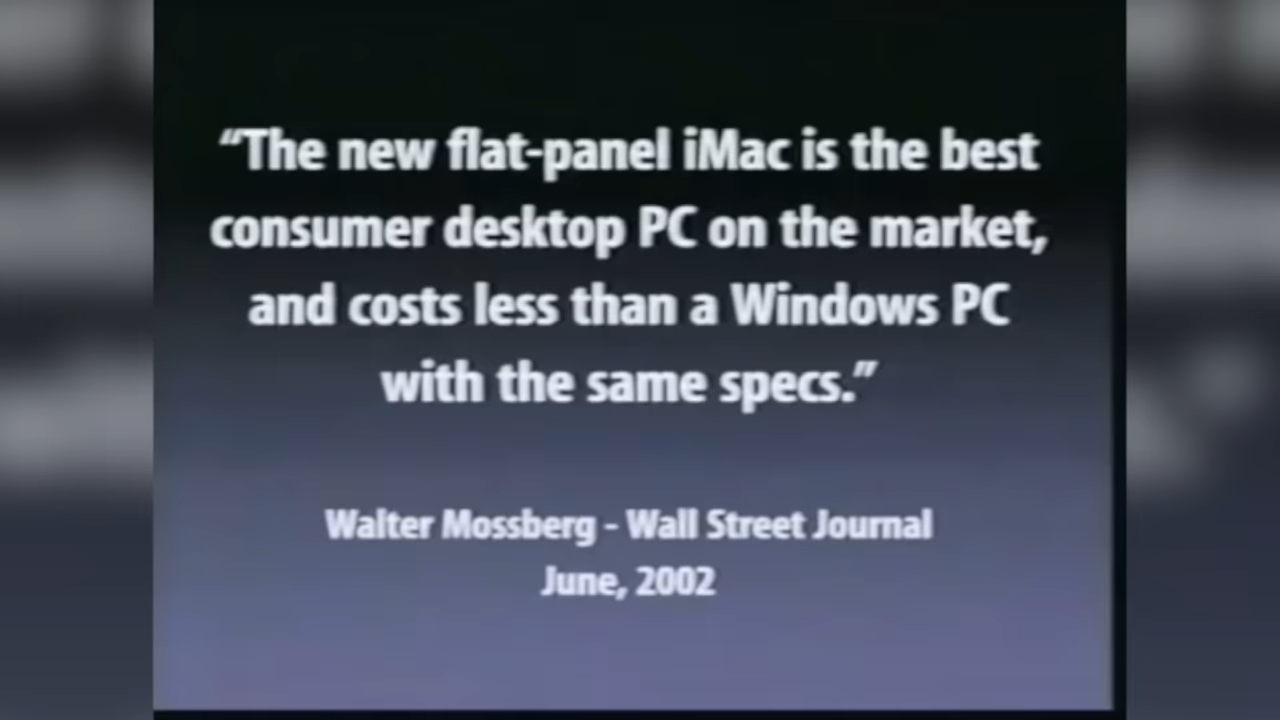 “The new flat-panel iMac is the best
consumer desktop PC on the market,
and costs less than a Windows PC
with the same specs.”
Walter Mossberg - Wall Street Journal
June, 2002